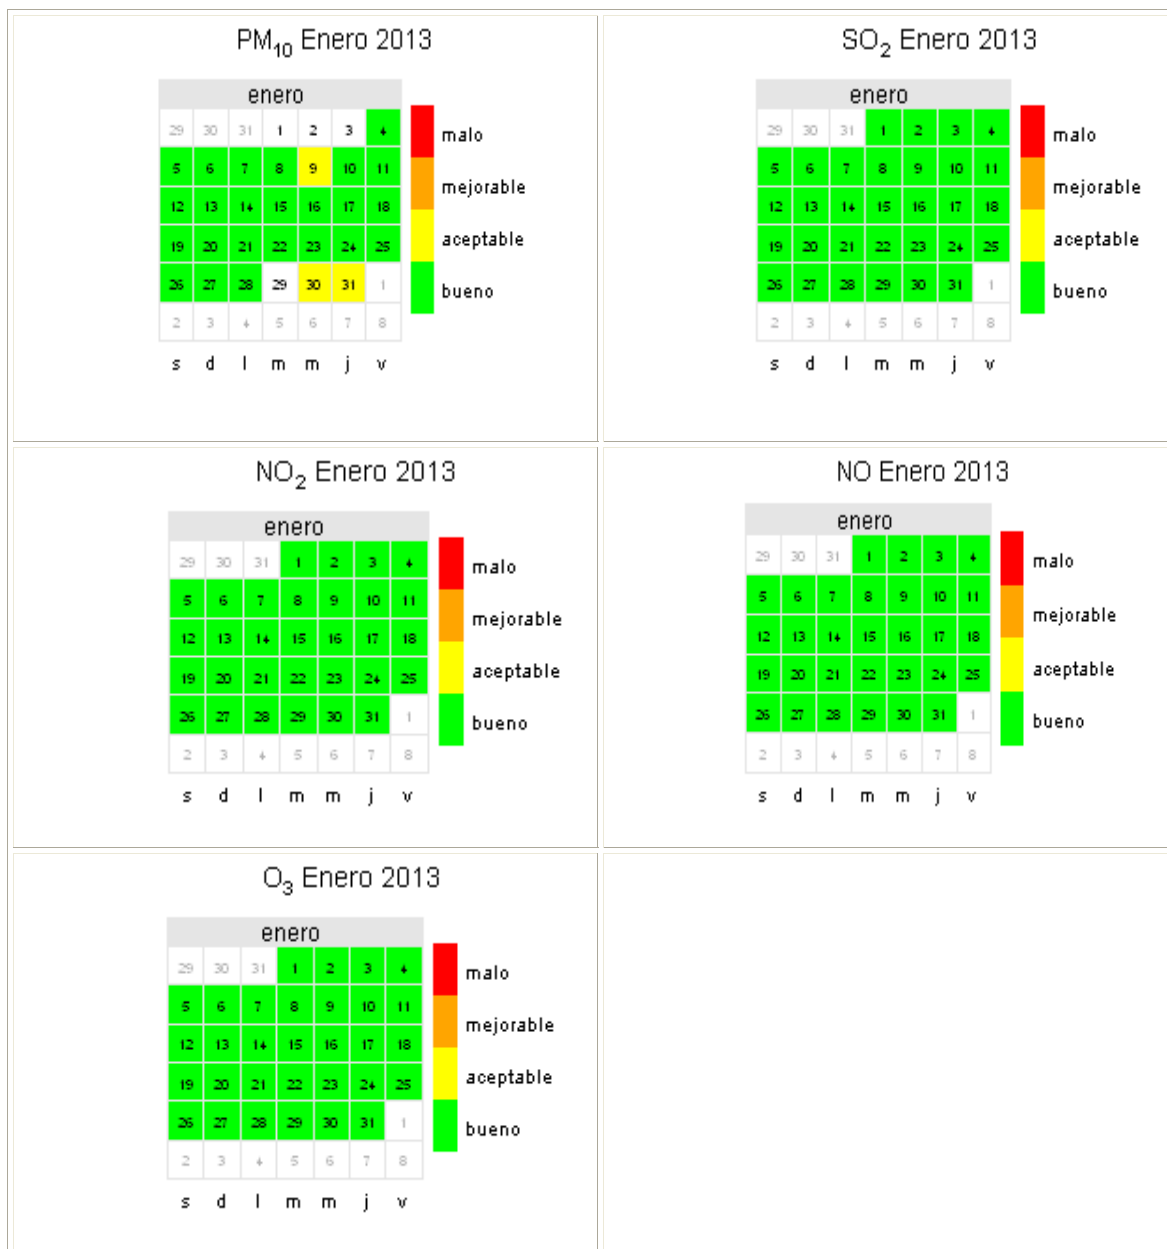 PM10 Enero 2013
enero
29 30 31 1 2 3 4
5 6 7 8 9 10 11
12 13 14 15 16 17 18
19 20 21 22 23 24 25
26 27 28 29 30 31 1
2 3 4 5 6 7 8
s d l m m j v
malo
mejorable
aceptable
bueno
SO2 Enero 2013
enero
29 30 31 1 2 3 4
5 6 7 8 9 10 11
12 13 14 15 16 17 18
19 20 21 22 23 24 25
26 27 28 29 30 31 1
2 3 4 5 6 7 8
s d l m m j v
malo
mejorable
aceptable
bueno
NO2 Enero 2013
enero
29 30 31 1 2 3 4
5 6 7 8 9 10 11
12 13 14 15 16 17 18
19 20 21 22 23 24 25
26 27 28 29 30 31 1
2 3 4 5 6 7 8
s d l m m j v
malo
mejorable
aceptable
bueno
NO Enero 2013
enero
29 30 31 1 2 3 4
5 6 7 8 9 10 11
12 13 14 15 16 17 18
19 20 21 22 23 24 25
26 27 28 29 30 31 1
2 3 4 5 6 7 8
s d l m m j v
malo
mejorable
aceptable
bueno
O3 Enero 2013
enero
29 30 31 1 2 3 4
5 6 7 8 9 10 11
12 13 14 15 16 17 18
19 20 21 22 23 24 25
26 27 28 29 30 31 1
2 3 4 5 6 7 8
s d l m m j v
malo
mejorable
aceptable
bueno